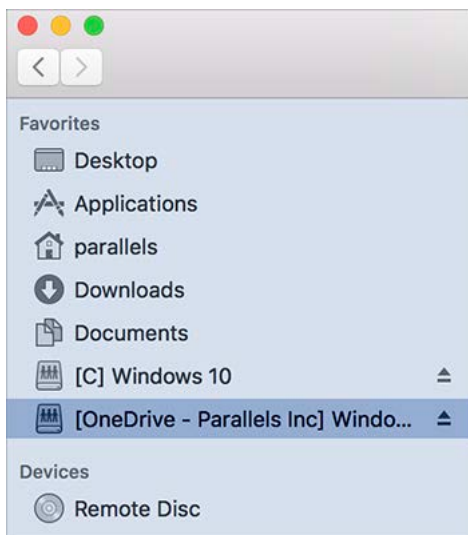 Favorites
Desktop
Applications
parallels
Downloads
Documents
[C] Windows 10
[OneDrive - Parallels Inc] Windo...
Devices
Remote Disc